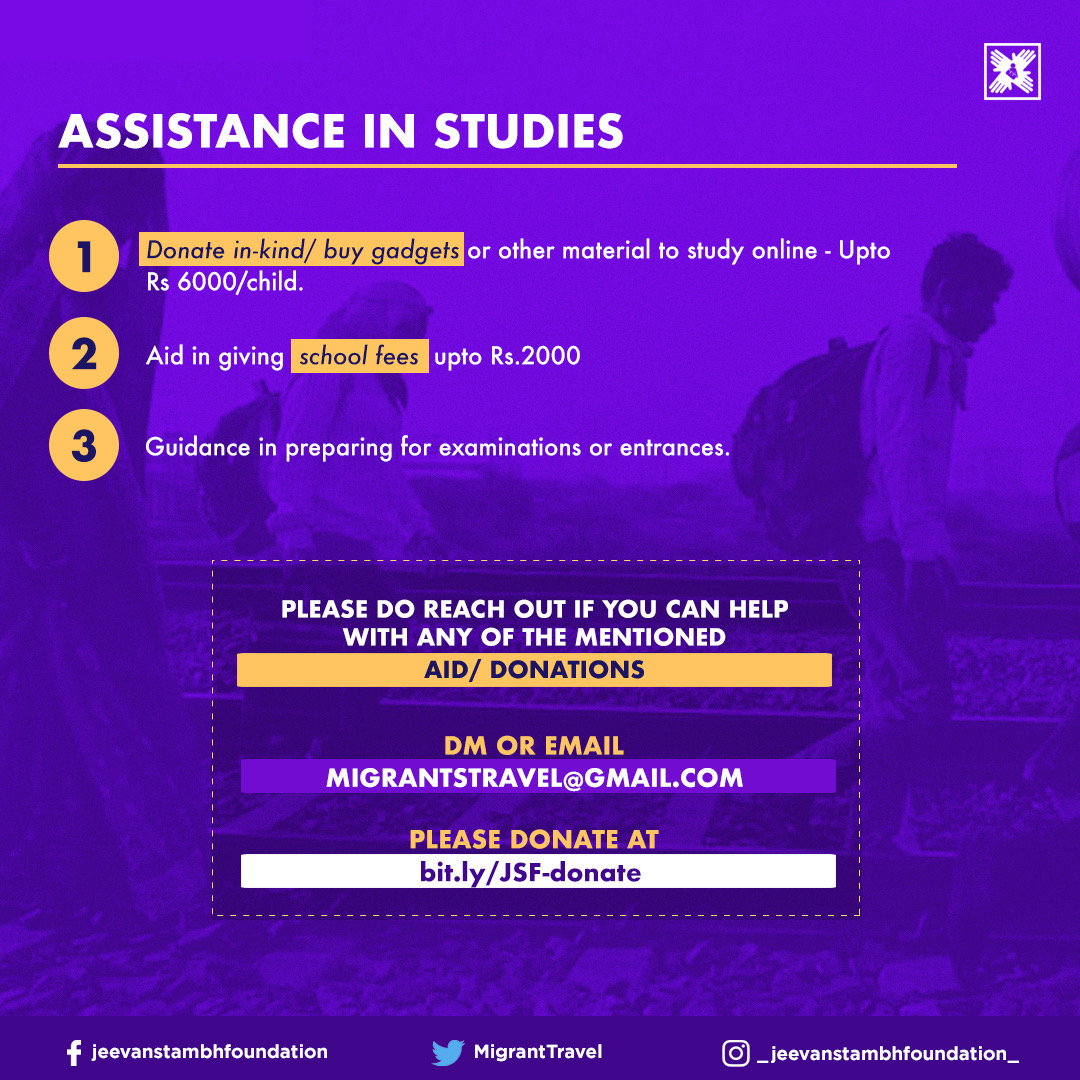 ASSISTANCE IN STUDIES
1
Donate in-kind/ buy gadgets or other material to study online - Upto
Rs 6000/child.
2
Aid in giving school fees upto Rs.2000
3
Guidance in preparing for examinations or entrances.
PLEASE DO REACH OUT IF YOU CAN HELP
WITH ANY OF THE MENTIONED
AID/ DONATIONS
DM OR EMAIL
MIGRANTSTRAVEL@GMAIL.COM
PLEASE DONATE AT
bit.ly/JSF-donate
jeevanstambhfoundation
MigrantTravel
_jeevanstambhfoundation_